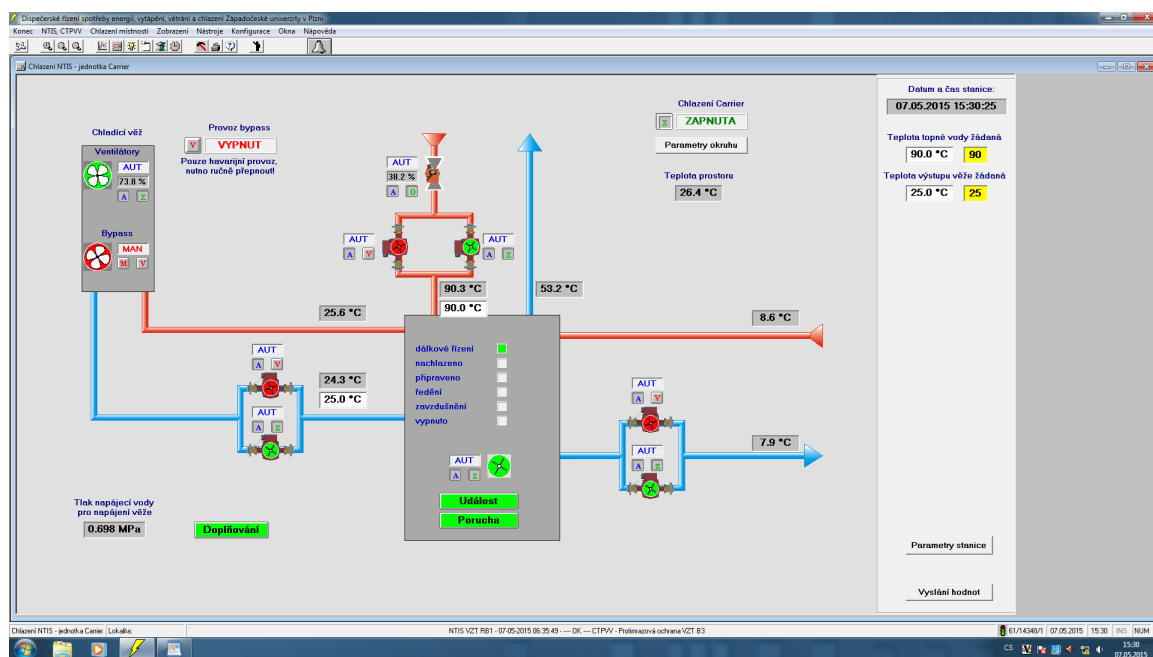 Dispečerské řízení spotřeby energií, vytápění, větrání a chlazení Západočeské univerzity v Plzni
Konec NTIS, CTPVV Chlazení místností Zobrazení Nástroje Konfigurace Okna Nápověda
Chlazení NTIS - jednotka Carrier
Datum a čas stanice:
07.05.2015 15:30:25
Teplota topné vody žádaná
90.0 °C 90
Teplota výstupu věže žádaná
25.0 °C 25
Chlazení Carrier
Z ZAPNUTA
Parametry okruhu
Teplota prostoru
26.4 °C
Chladící věž
Ventilátory
AUT
73.8 %
A Z
Bypass
MAN
M V
Provoz bypass
V VYPNUT
Pouze havarijní provoz,
nutno ručně přepnout!
AUT
38.2 %
A O
AUT
A V
AUT
A Z
90.3 °C
90.0 °C
53.2 °C
25.6 °C
8.6 °C
AUT
A V
24.3 °C
25.0 °C
AUT
A Z
dálkové řízení
nachlazeno
připraveno
ředění
zavzdušnění
vypnuto
AUT
A Z
Událost
Porucha
AUT
A V
AUT
A Z
7.9 °C
Tlak napájecí vody
pro napájení věže
0.698 MPa
Doplňování
Parametry stanice
Vyslání hodnot
Chlazení NTIS - jednotka Carrier Lokalita: NTIS VZT RB1 - 07-05-2015 06:35:49 - --- OK --- CTPVV - Protimrazová ochrana VZT B3 61/14348/1 07.05.2015 15:30 INS NUM
CS 15:30
07.05.2015